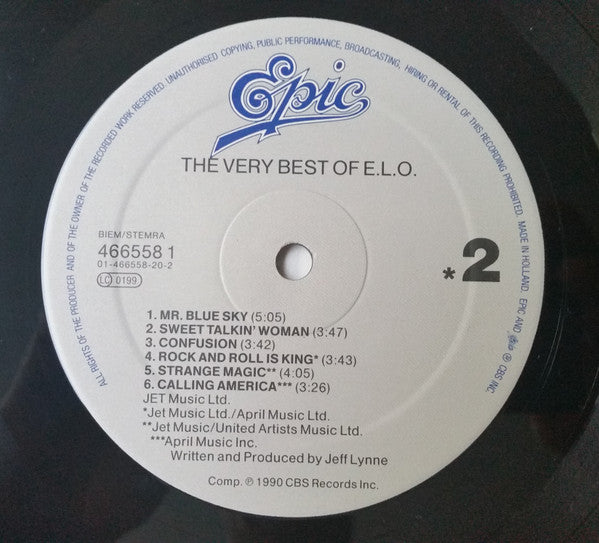 ALL RIGHTS OF THE PRODUCER AND OF THE OWNER OF THE RECORDED WORK RESERVED. UNAUTHORISED COPYING, PUBLIC PERFORMANCE, BROADCASTING, HIRING OR RENTAL OF THIS RECORDING PROHIBITED. MADE IN HOLLAND. EPIC AND Epic ® CBS INC.
Epic
THE VERY BEST OF E.L.O.
BIEM/STEMRA
466558 1
01-466558-20-2
LC 0199
*2
1. MR. BLUE SKY (5:05)
2. SWEET TALKIN' WOMAN (3:47)
3. CONFUSION (3:42)
4. ROCK AND ROLL IS KING* (3:43)
5. STRANGE MAGIC** (4:05)
6. CALLING AMERICA*** (3:26)
JET Music Ltd.
*Jet Music Ltd./April Music Ltd.
**Jet Music/United Artists Music Ltd.
***April Music Inc.
Written and Produced by Jeff Lynne
Comp. ℗ 1990 CBS Records Inc.